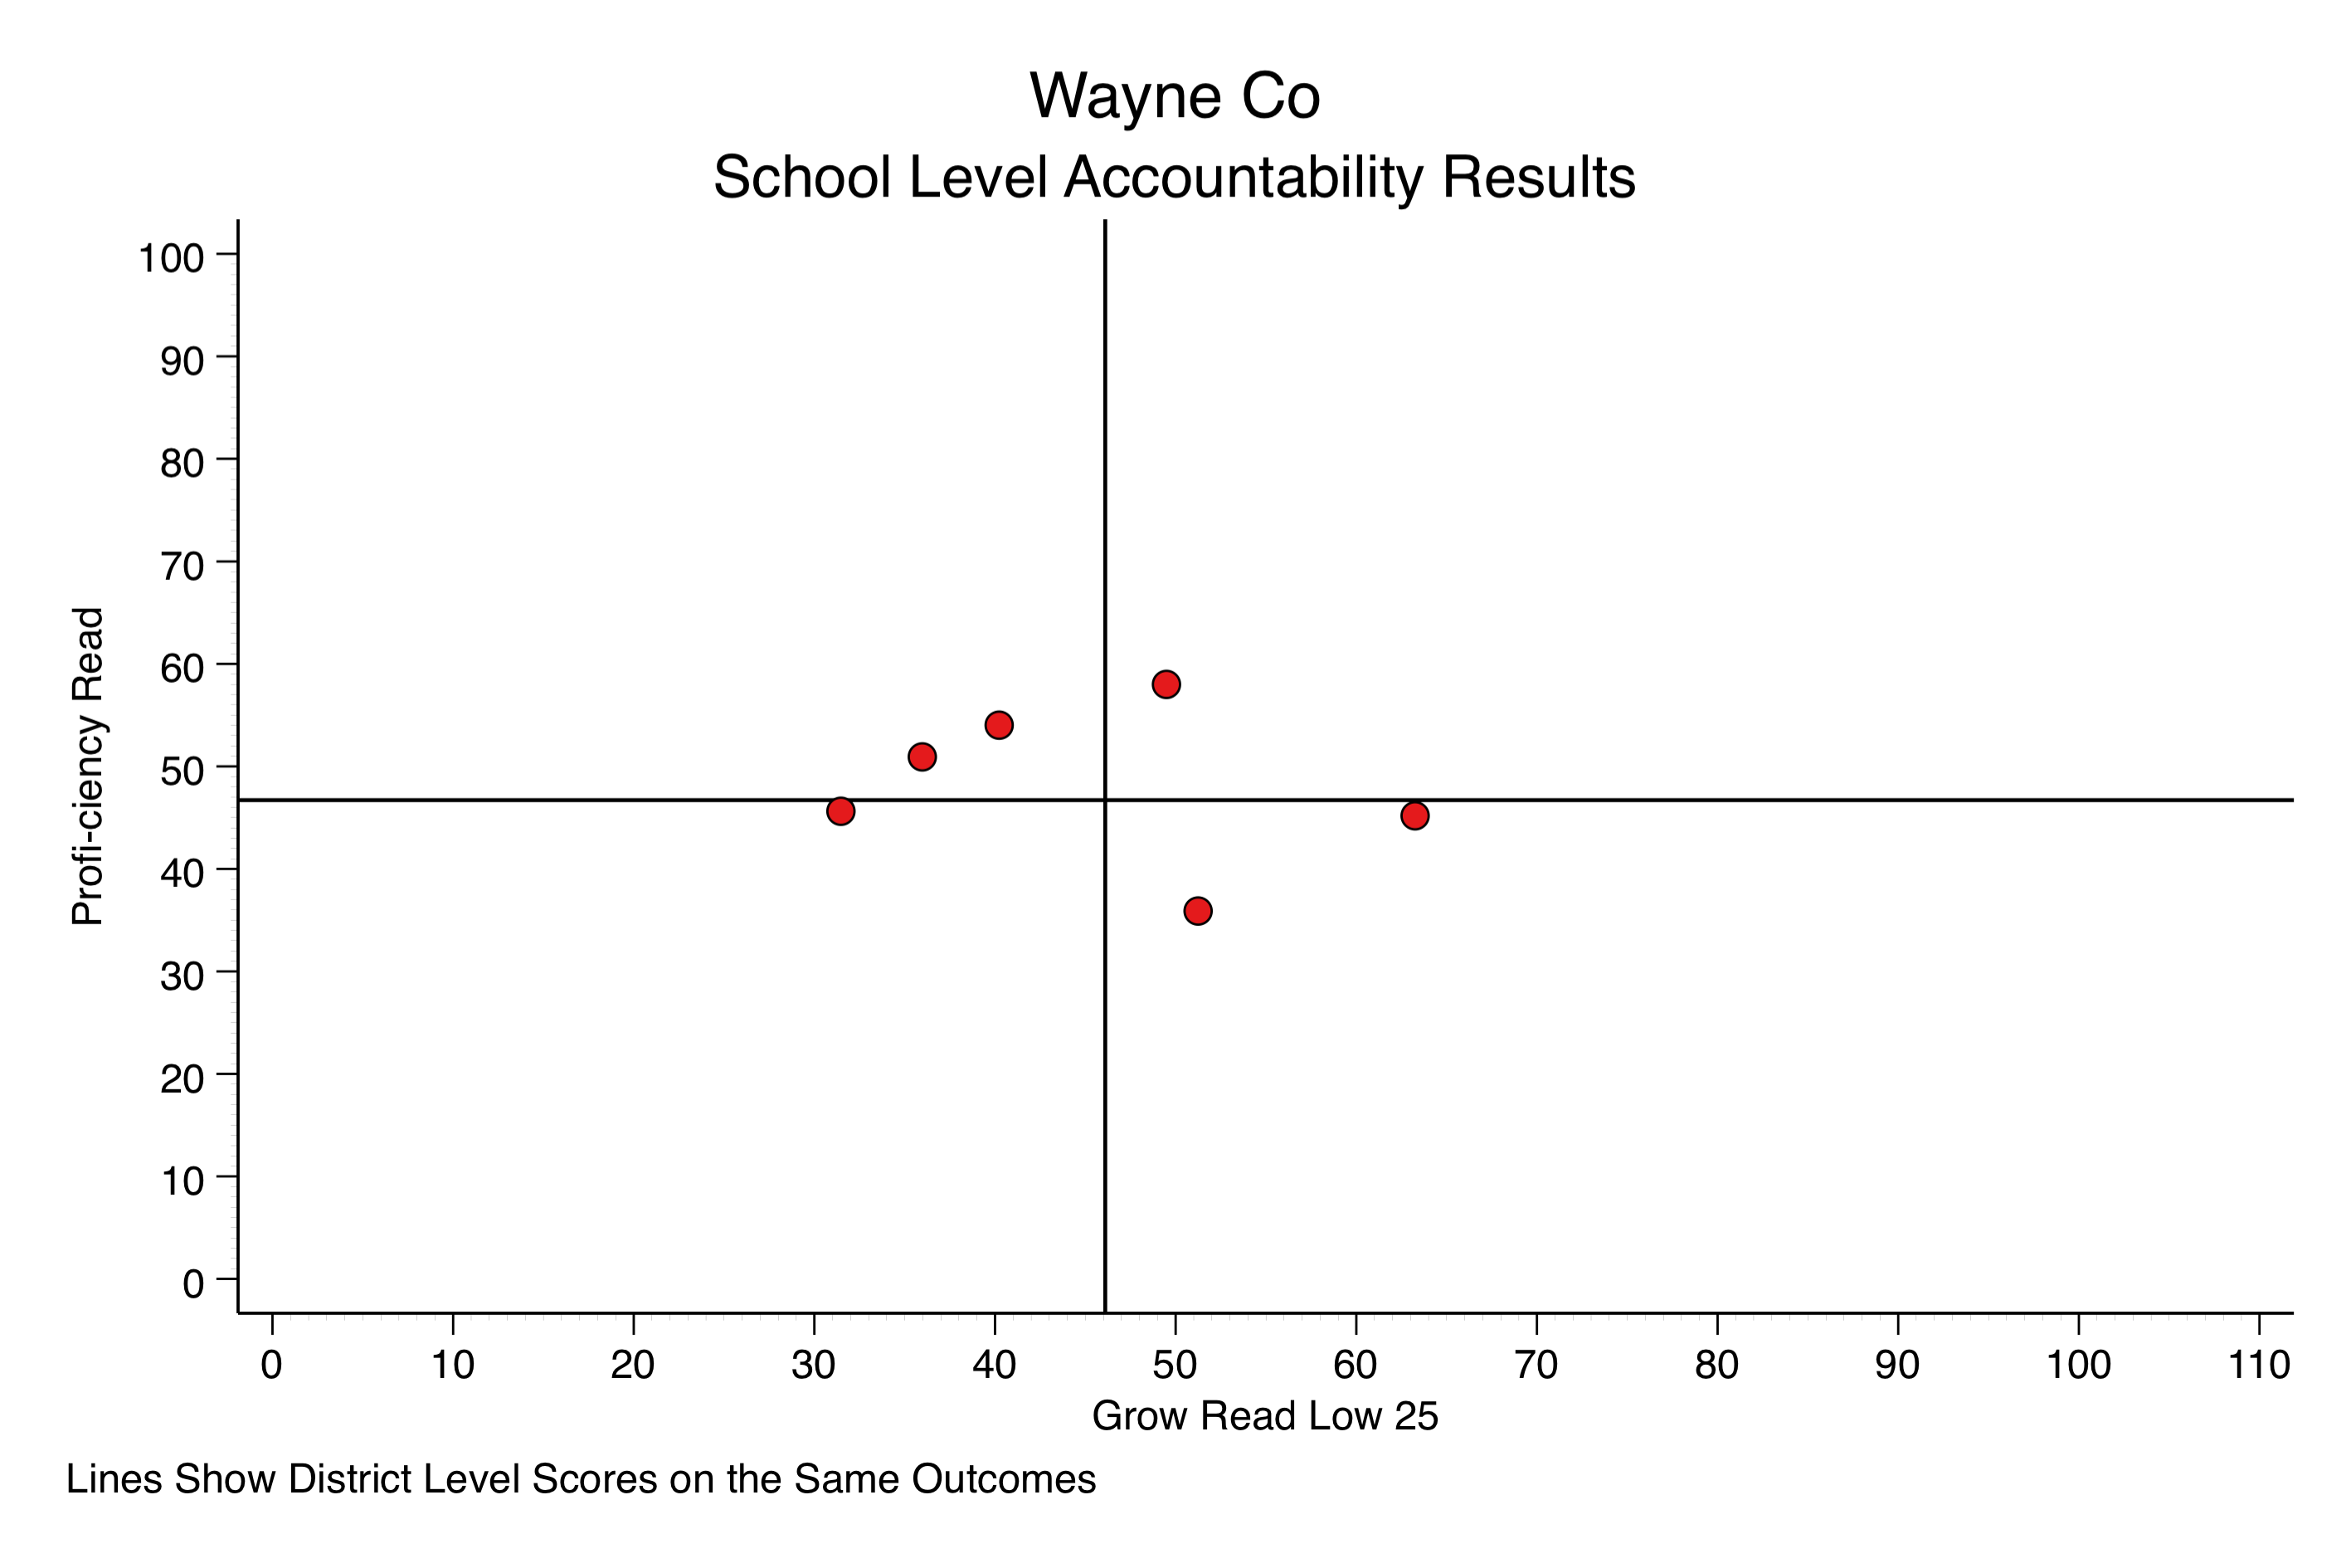 Wayne Co
School Level Accountability Results
100
90
80
70
60
50
40
30
20
10
0
Profi-ciency Read
0 10 20 30 40 50 60 70 80 90 100 110
Grow Read Low 25
Lines Show District Level Scores on the Same Outcomes